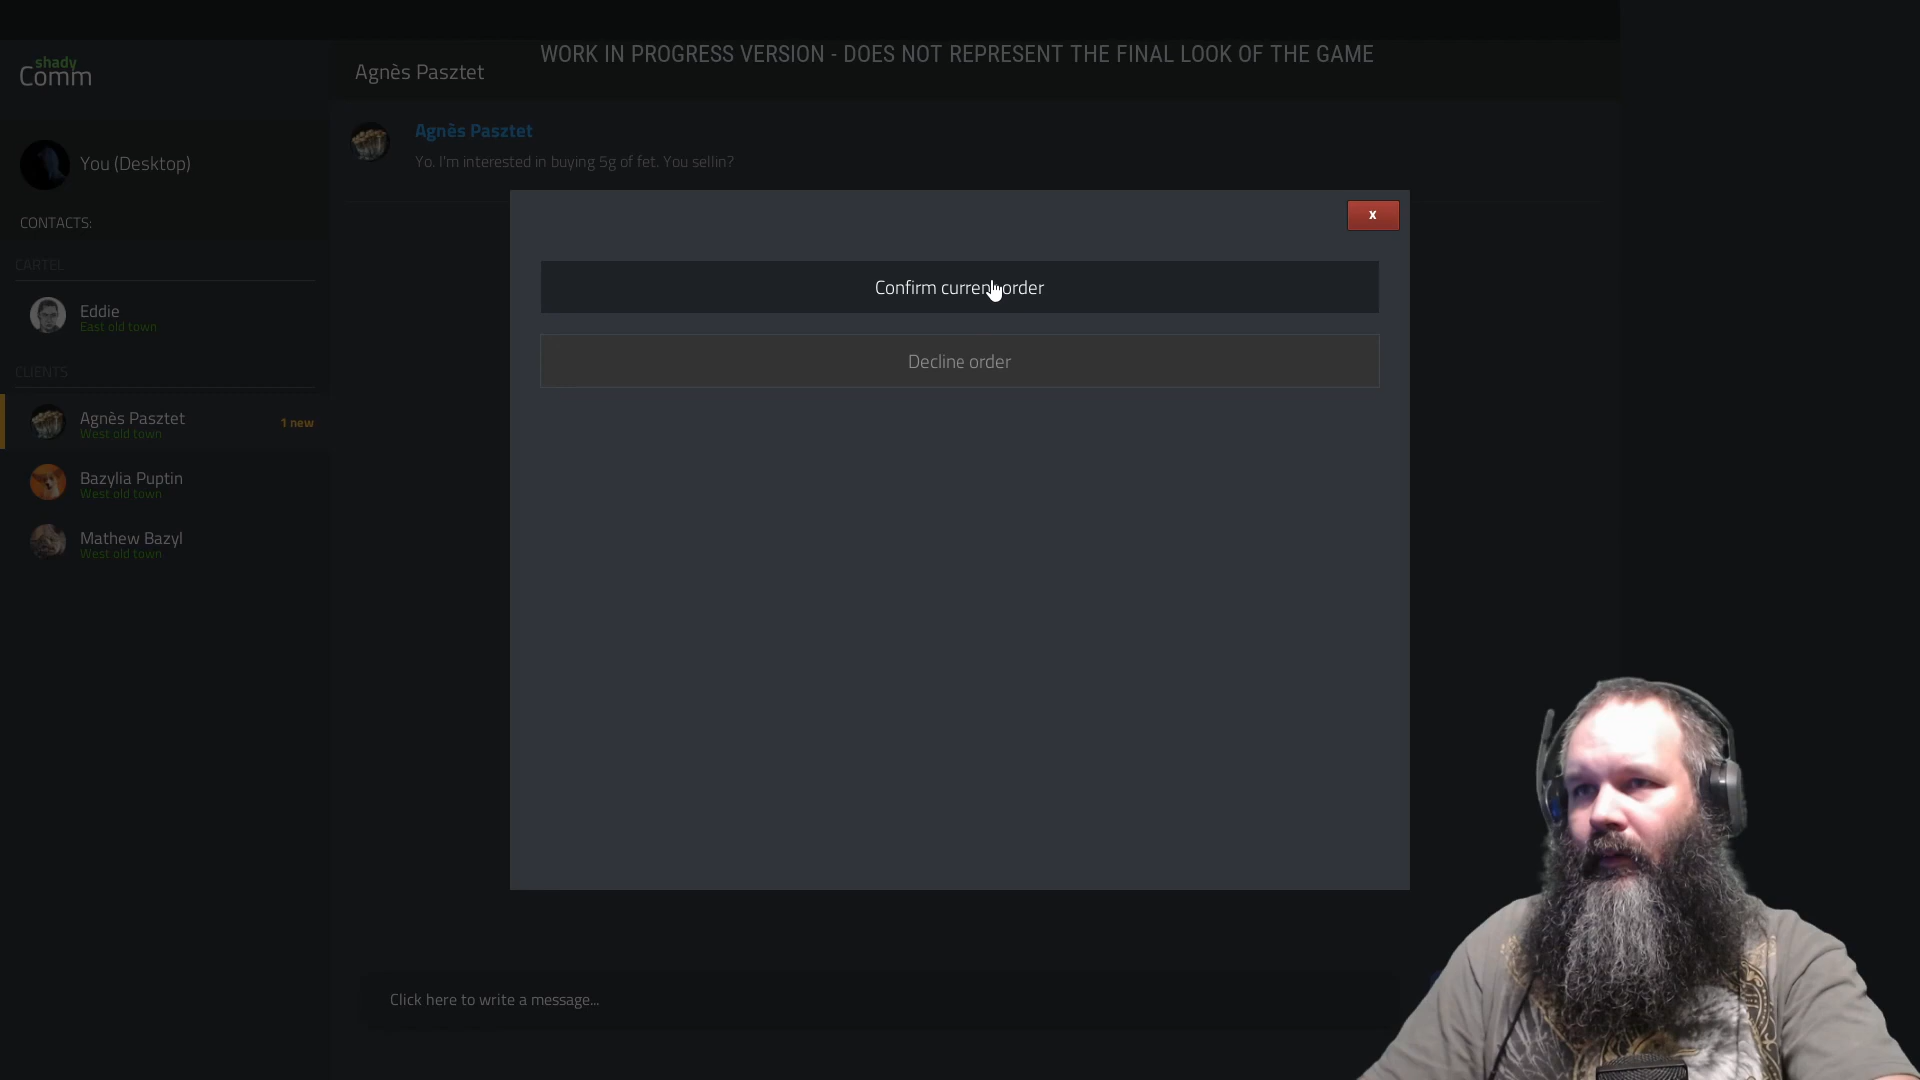 WORK IN PROGRESS VERSION - DOES NOT REPRESENT THE FINAL LOOK OF THE GAME
shady
Comm
Agnès Pasztet
You (Desktop)
Agnès Pasztet
Yo. I'm interested in buying 5g of fet. You sellin?
CONTACTS:
CARTEL
Eddie
East old town
CLIENTS
Agnès Pasztet
West old town
1 new
Bazylia Puptin
West old town
Mathew Bazyl
West old town
x
Confirm current order
Decline order
Click here to write a message...